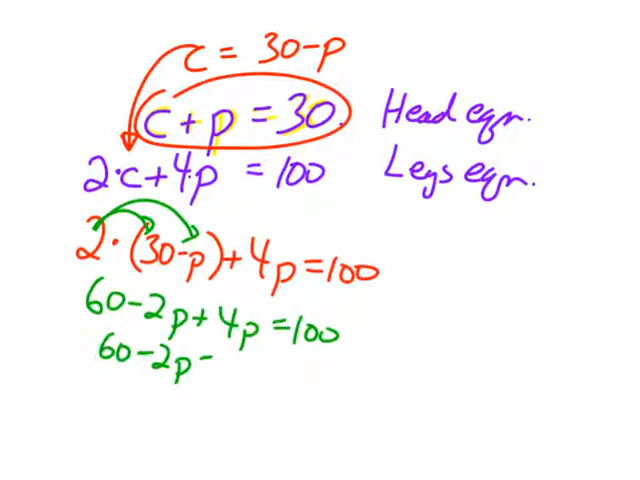 c = 30-p
c + p = 30. Head eqn.
2·c + 4·p = 100 Legs eqn.
2·(30-p) + 4p = 100
60-2p + 4p = 100
60-2p -